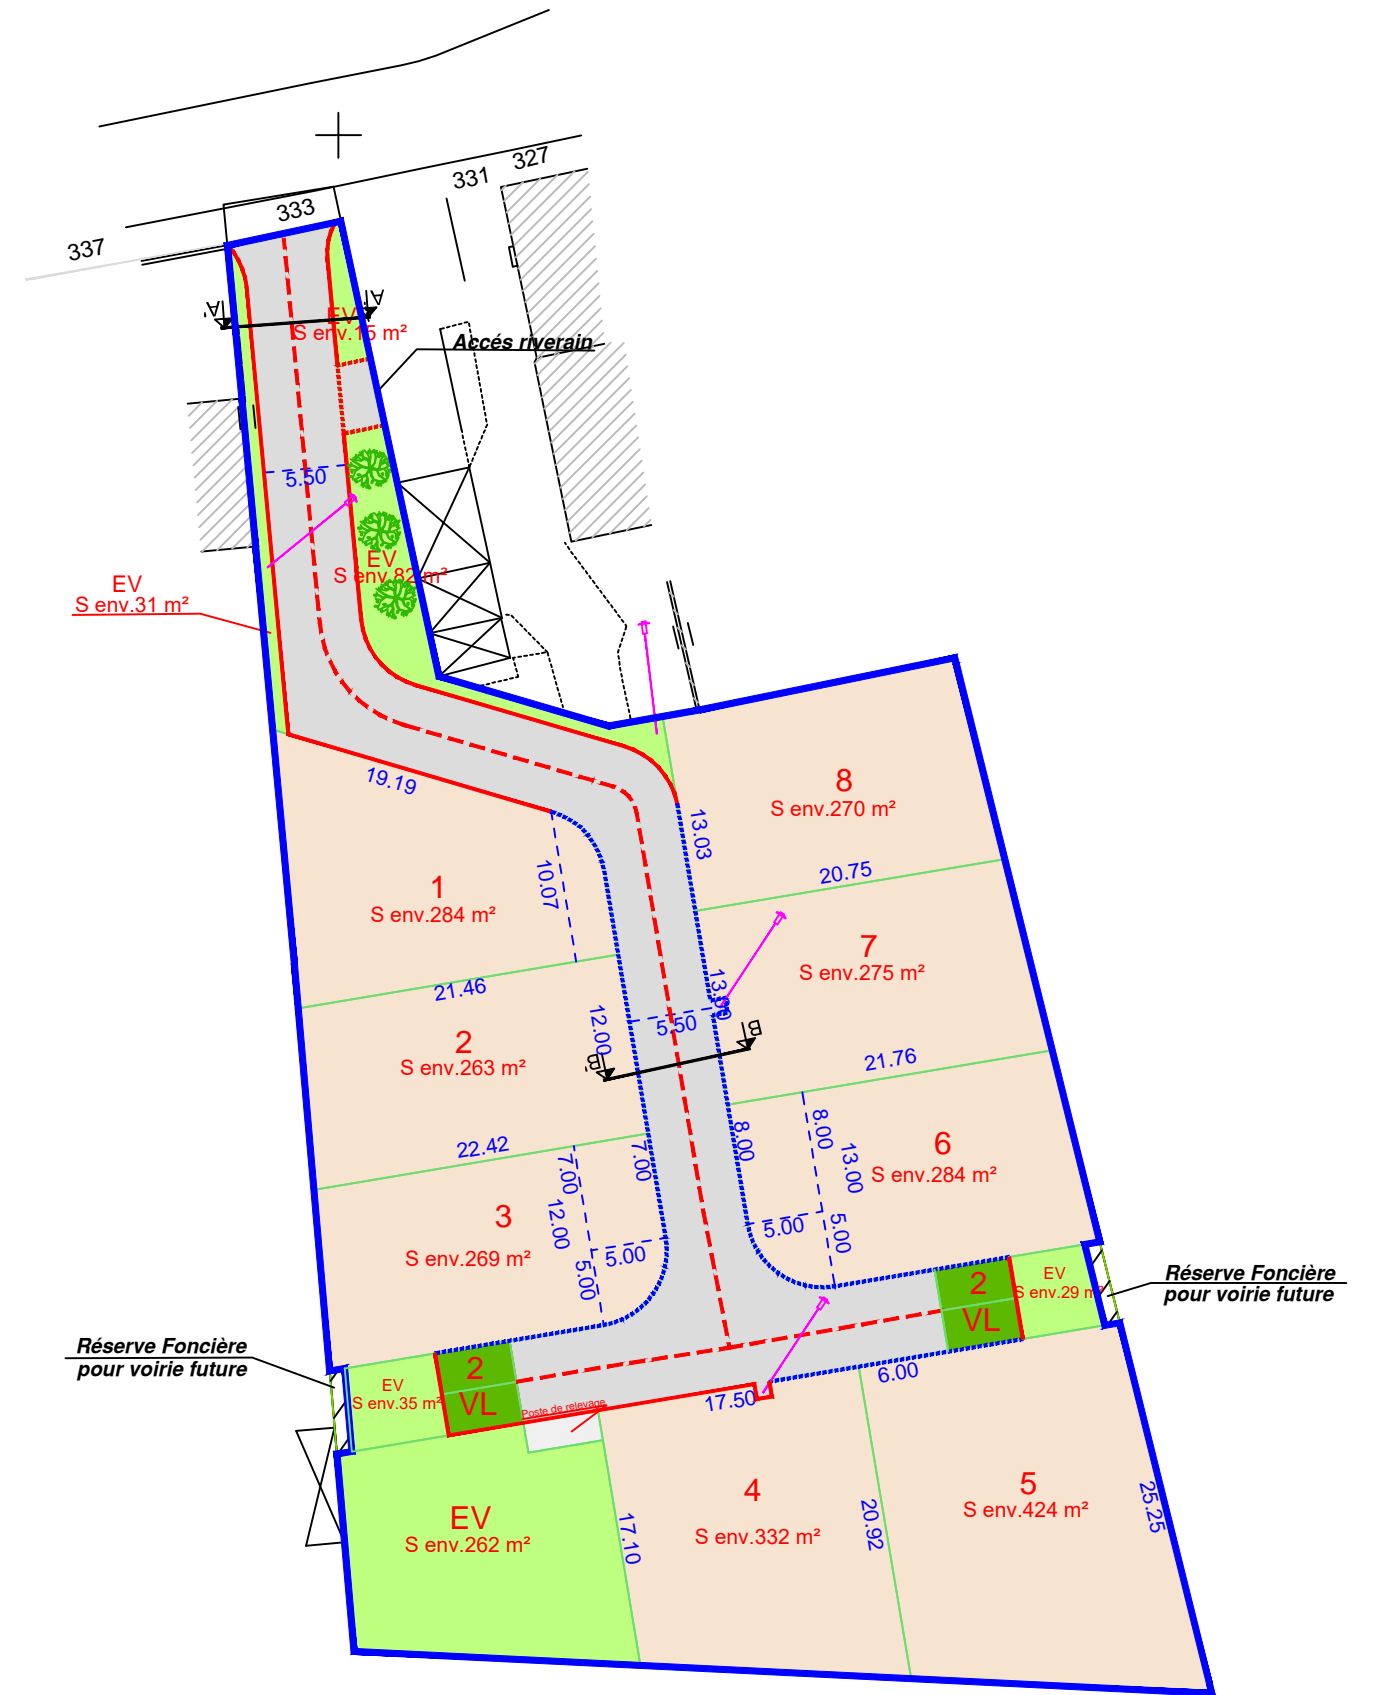 327
331
333
337
A'
A
EV
S env.15 m²
Accés riverain
5.50
EV
S env.82 m²
EV
S env.31 m²
19.19
8
S env.270 m²
13.03
20.75
10.07
1
S env.284 m²
7
S env.275 m²
13.00
21.46
12.00
5.50
B
B'
2
S env.263 m²
21.76
22.42
7.00
7.00
8.00
8.00
13.00
6
S env.284 m²
3
S env.269 m²
12.00
5.00
5.00
5.00
5.00
2
VL
EV
S env.29 m²
Réserve Foncière
pour voirie future
Réserve Foncière
pour voirie future
2
VL
EV
S env.35 m²
6.00
17.50
Poste de relevage
4
S env.332 m²
5
S env.424 m²
25.25
EV
S env.262 m²
17.10
20.92